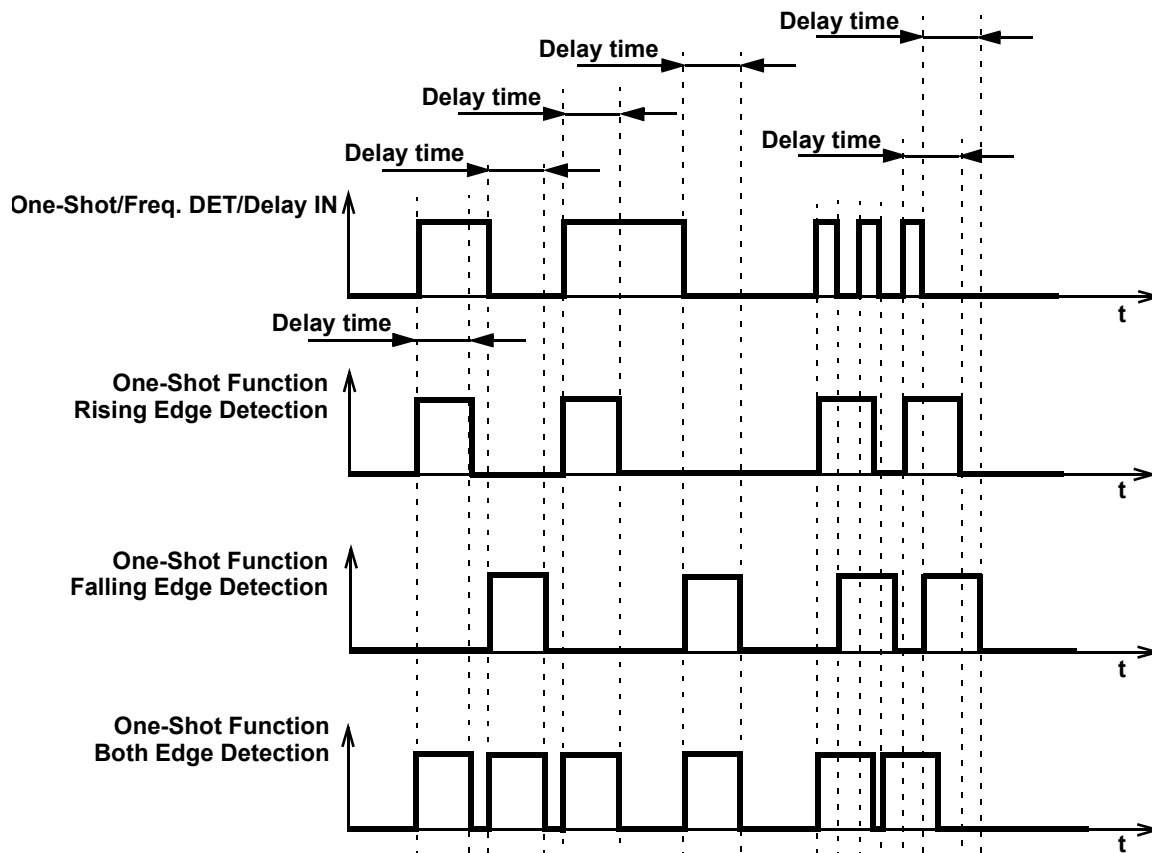 Delay time
Delay time
Delay time
Delay time
Delay time
One-Shot/Freq. DET/Delay IN
t
Delay time
One-Shot Function
Rising Edge Detection
t
One-Shot Function
Falling Edge Detection
t
One-Shot Function
Both Edge Detection
t